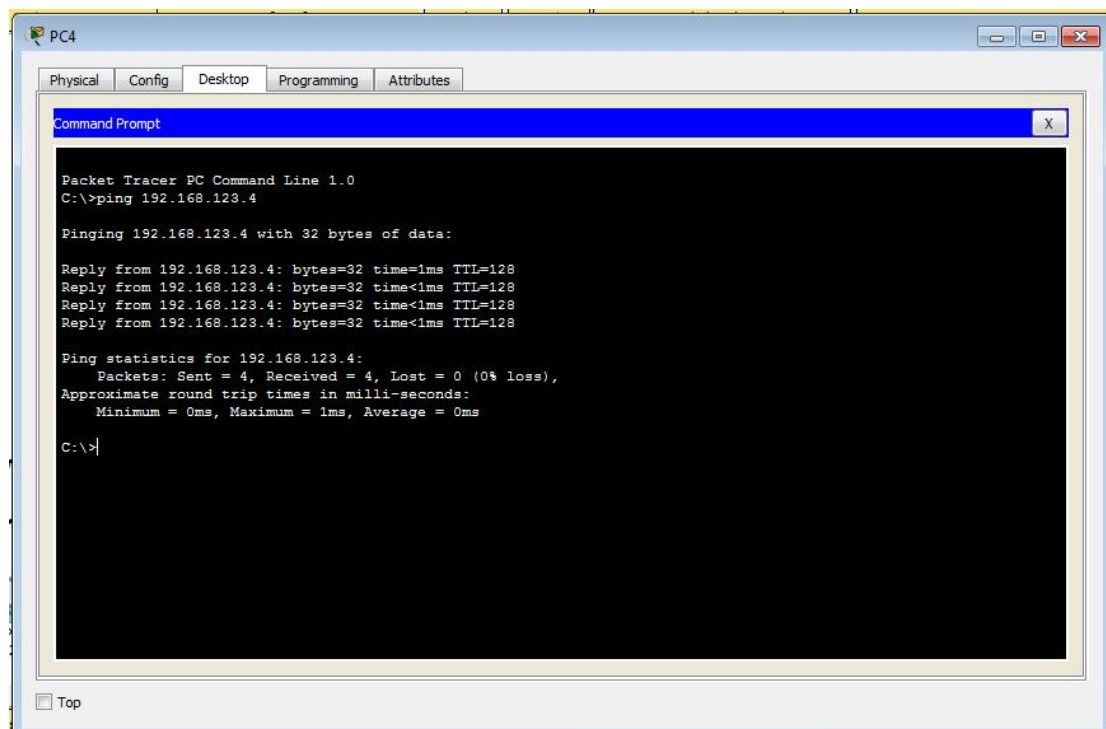 PC4
Physical Config Desktop Programming Attributes
Command Prompt
X
Packet Tracer PC Command Line 1.0
C:\>ping 192.168.123.4
Pinging 192.168.123.4 with 32 bytes of data:
Reply from 192.168.123.4: bytes=32 time=1ms TTL=128
Reply from 192.168.123.4: bytes=32 time<1ms TTL=128
Reply from 192.168.123.4: bytes=32 time<1ms TTL=128
Reply from 192.168.123.4: bytes=32 time<1ms TTL=128
Ping statistics for 192.168.123.4:
Packets: Sent = 4, Received = 4, Lost = 0 (0% loss),
Approximate round trip times in milli-seconds:
Minimum = 0ms, Maximum = 1ms, Average = 0ms
C:\>
Top